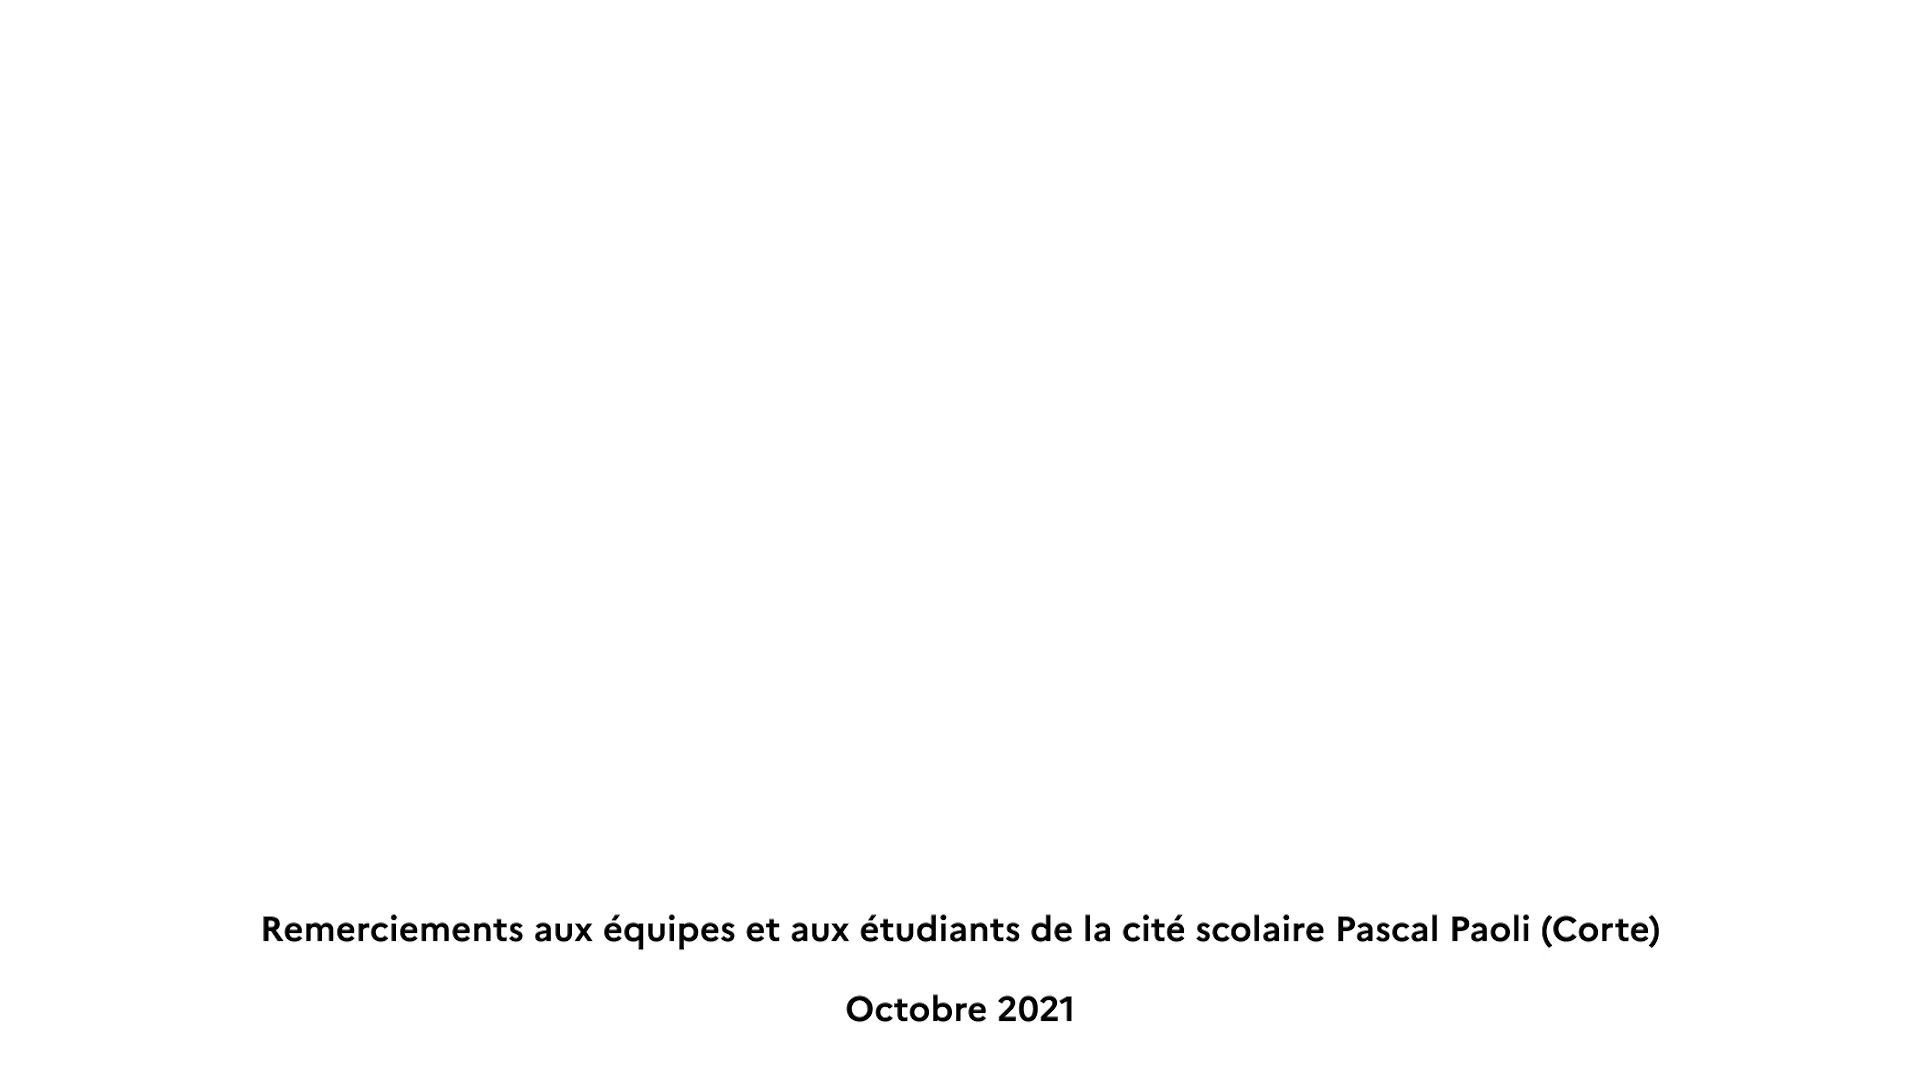 Remerciements aux équipes et aux étudiants de la cité scolaire Pascal Paoli (Corte)
Octobre 2021